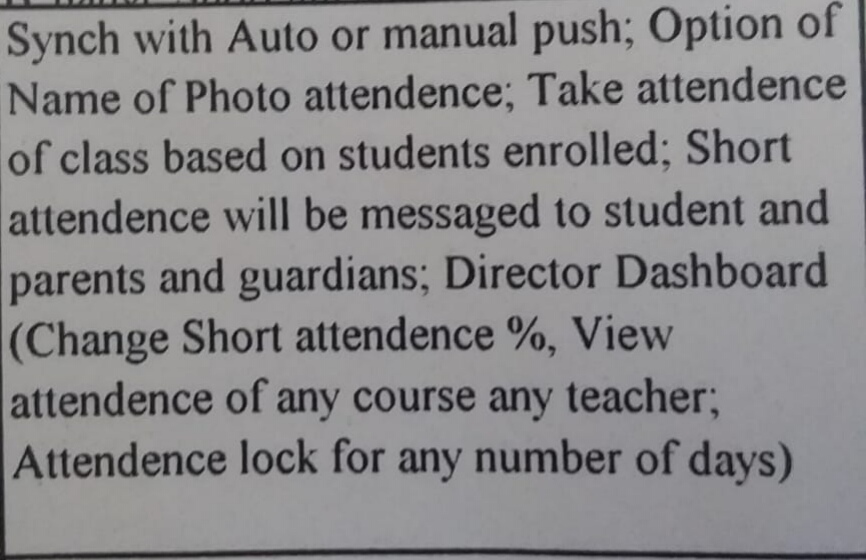 Synch with Auto or manual push; Option of
Name of Photo attendence; Take attendence
of class based on students enrolled; Short
attendence will be messaged to student and
parents and guardians; Director Dashboard
(Change Short attendence %, View
attendence of any course any teacher;
Attendence lock for any number of days)